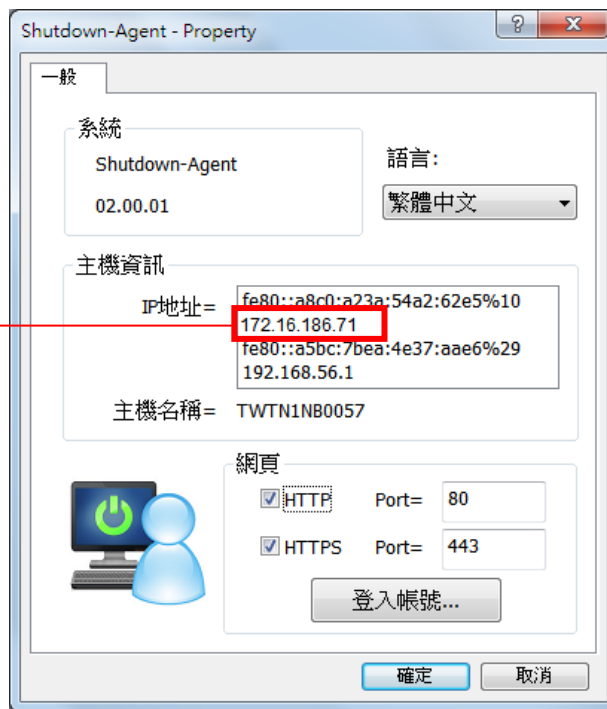 Shutdown-Agent - Property
一般
系統
Shutdown-Agent
02.00.01
語言:
繁體中文
主機資訊
IP地址=
fe80::a8c0:a23a:54a2:62e5%10
172.16.186.71
fe80::a5bc:7bea:4e37:aae6%29
192.168.56.1
主機名稱= TWTN1NB0057
網頁
HTTP Port= 80
HTTPS Port= 443
登入帳號...
確定 取消